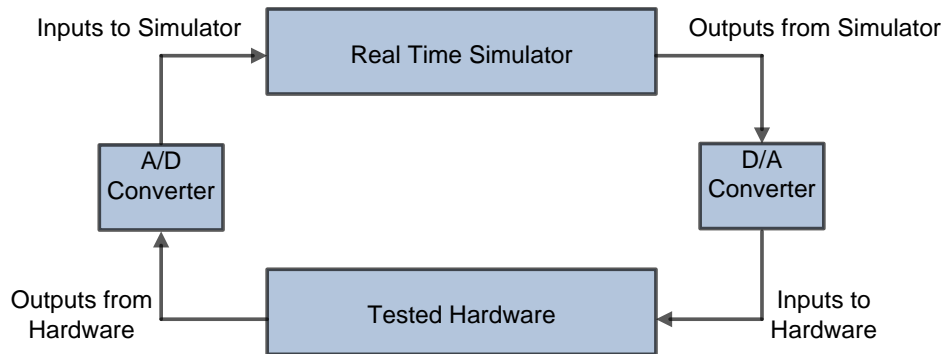 Inputs to Simulator
Real Time Simulator
Outputs from Simulator
A/D
Converter
D/A
Converter
Outputs from
Hardware
Tested Hardware
Inputs to
Hardware